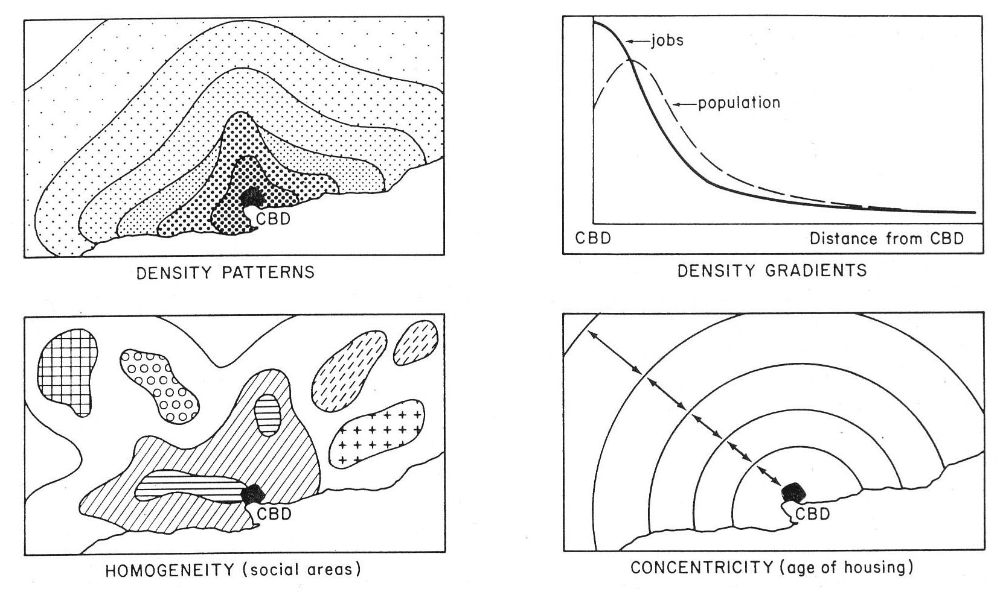 CBD
DENSITY PATTERNS
jobs
population
CBD
Distance from CBD
DENSITY GRADIENTS
CBD
HOMOGENEITY (social areas)
CBD
CONCENTRICITY (age of housing)